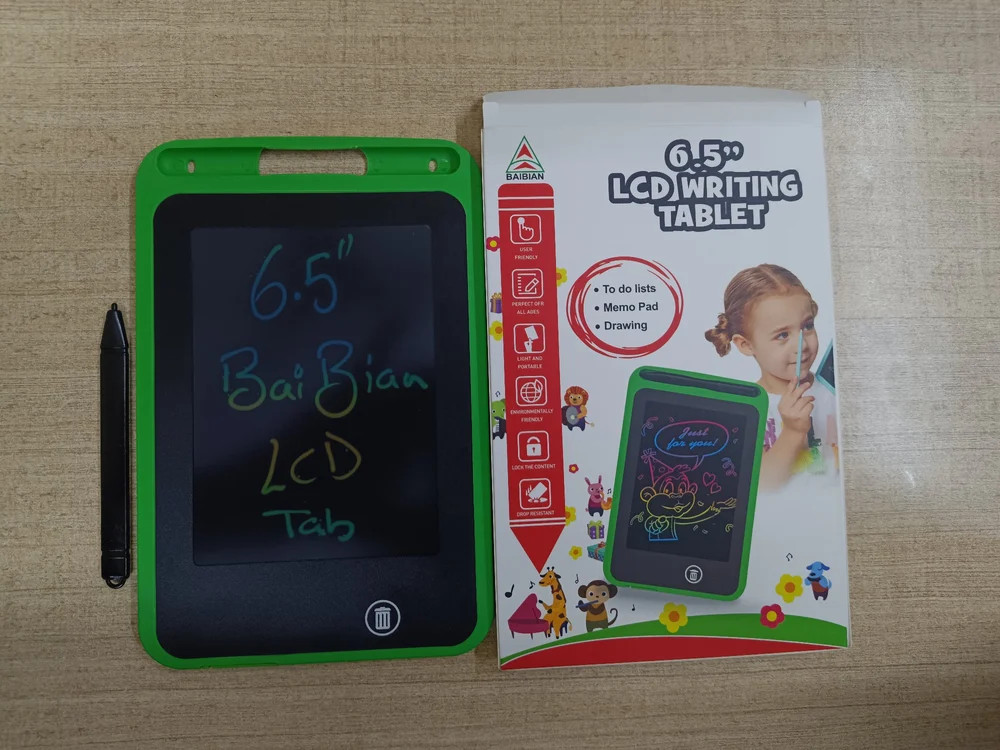 6.5"
BaiBian
LCD
Tab
BAIBIAN
6.5”
LCD WRITING
TABLET
USER
FRIENDLY
PERFECT OFR
ALL AGES
LIGHT AND
PORTABLE
ENVIRONMENTALLY
FRIENDLY
LOCK THE CONTENT
DROP RESISTANT
• To do lists
• Memo Pad
• Drawing
Just
for you!